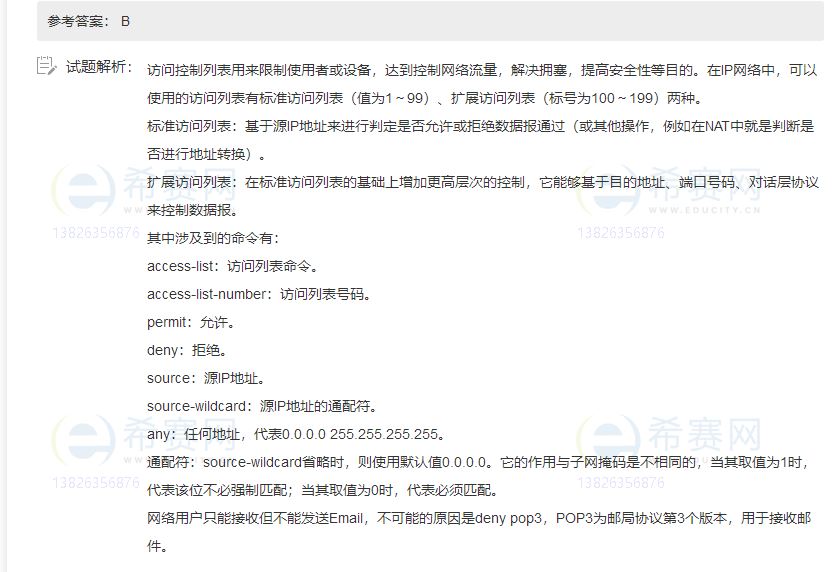 参考答案： B
试题解析： 访问控制列表用来限制使用者或设备，达到控制网络流量，解决拥塞，提高安全性等目的。在IP网络中，可以
使用的访问列表有标准访问列表（值为1～99）、扩展访问列表（标号为100～199）两种。
标准访问列表：基于源IP地址来进行判定是否允许或拒绝数据报通过（或其他操作，例如在NAT中就是判断是
否进行地址转换）。
扩展访问列表：在标准访问列表的基础上增加更高层次的控制，它能够基于目的地址、端口号码、对话层协议
来控制数据报。
其中涉及到的命令有：
access-list：访问列表命令。
access-list-number：访问列表号码。
permit：允许。
deny：拒绝。
source：源IP地址。
source-wildcard：源IP地址的通配符。
any：任何地址，代表0.0.0.0 255.255.255.255。
通配符：source-wildcard省略时，则使用默认值0.0.0.0。它的作用与子网掩码是不相同的，当其取值为1时，
代表该位不必强制匹配；当其取值为0时，代表必须匹配。
网络用户只能接收但不能发送Email，不可能的原因是deny pop3，POP3为邮局协议第3个版本，用于接收邮
件。
希赛网
13826356876
希赛网
WWW.EDUCITY.CN
13826356876
希赛网
13826356876
希赛网
13826356876